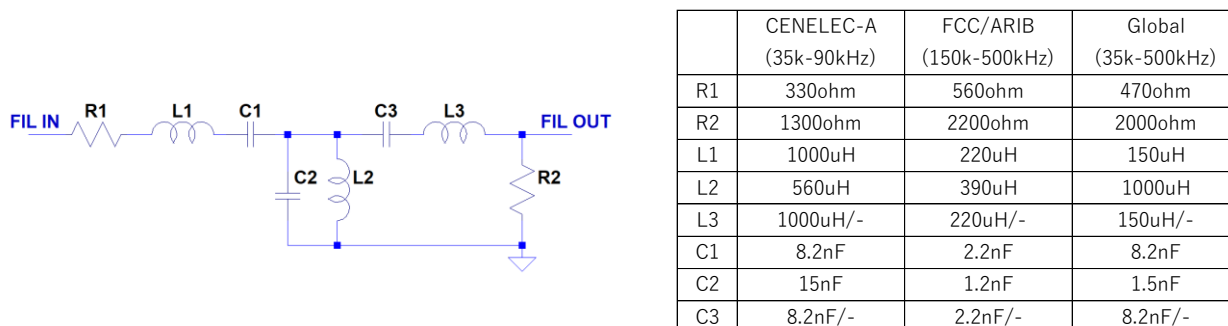 R1
L1
C1
C3
L3
FIL IN
FIL OUT
C2
L2
R2
CENELEC-A FCC/ARIB Global
(35k-90kHz) (150k-500kHz) (35k-500kHz)
R1 330ohm 560ohm 470ohm
R2 1300ohm 2200ohm 2000ohm
L1 1000uH 220uH 150uH
L2 560uH 390uH 1000uH
L3 1000uH/- 220uH/- 150uH/-
C1 8.2nF 2.2nF 8.2nF
C2 15nF 1.2nF 1.5nF
C3 8.2nF/- 2.2nF/- 8.2nF/-